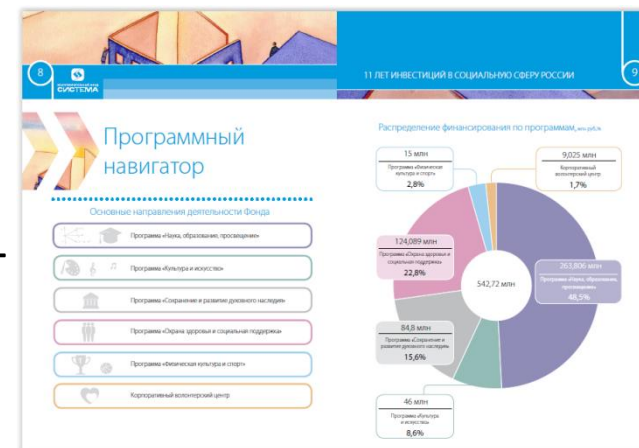 8
СИСТЕМА
Программный
навигатор
Основные направления деятельности Фонда
Программа «Наука, образование, просвещение»
Программа «Культура и искусство»
Программа «Сохранение и развитие духовного наследия»
Программа «Охрана здоровья и социальная поддержка»
Программа «Физическая культура и спорт»
Корпоративный волонтерский центр
11 ЛЕТ ИНВЕСТИЦИЙ В СОЦИАЛЬНУЮ СФЕРУ РОССИИ
9
Распределение финансирования по программам,
15 млн
Программа «Физическая
культура и спорт»
2,8%
9,025 млн
Корпоративный
волонтерский центр
1,7%
124,089 млн
Программа «Охрана здоровья и
социальная поддержка»
22,8%
263,806 млн
Программа «Наука, образование,
просвещение»
48,5%
542,72 млн
84,8 млн
Программа «Сохранение и
развитие духовного наследия»
15,6%
46 млн
Программа «Культура
и искусство»
8,6%